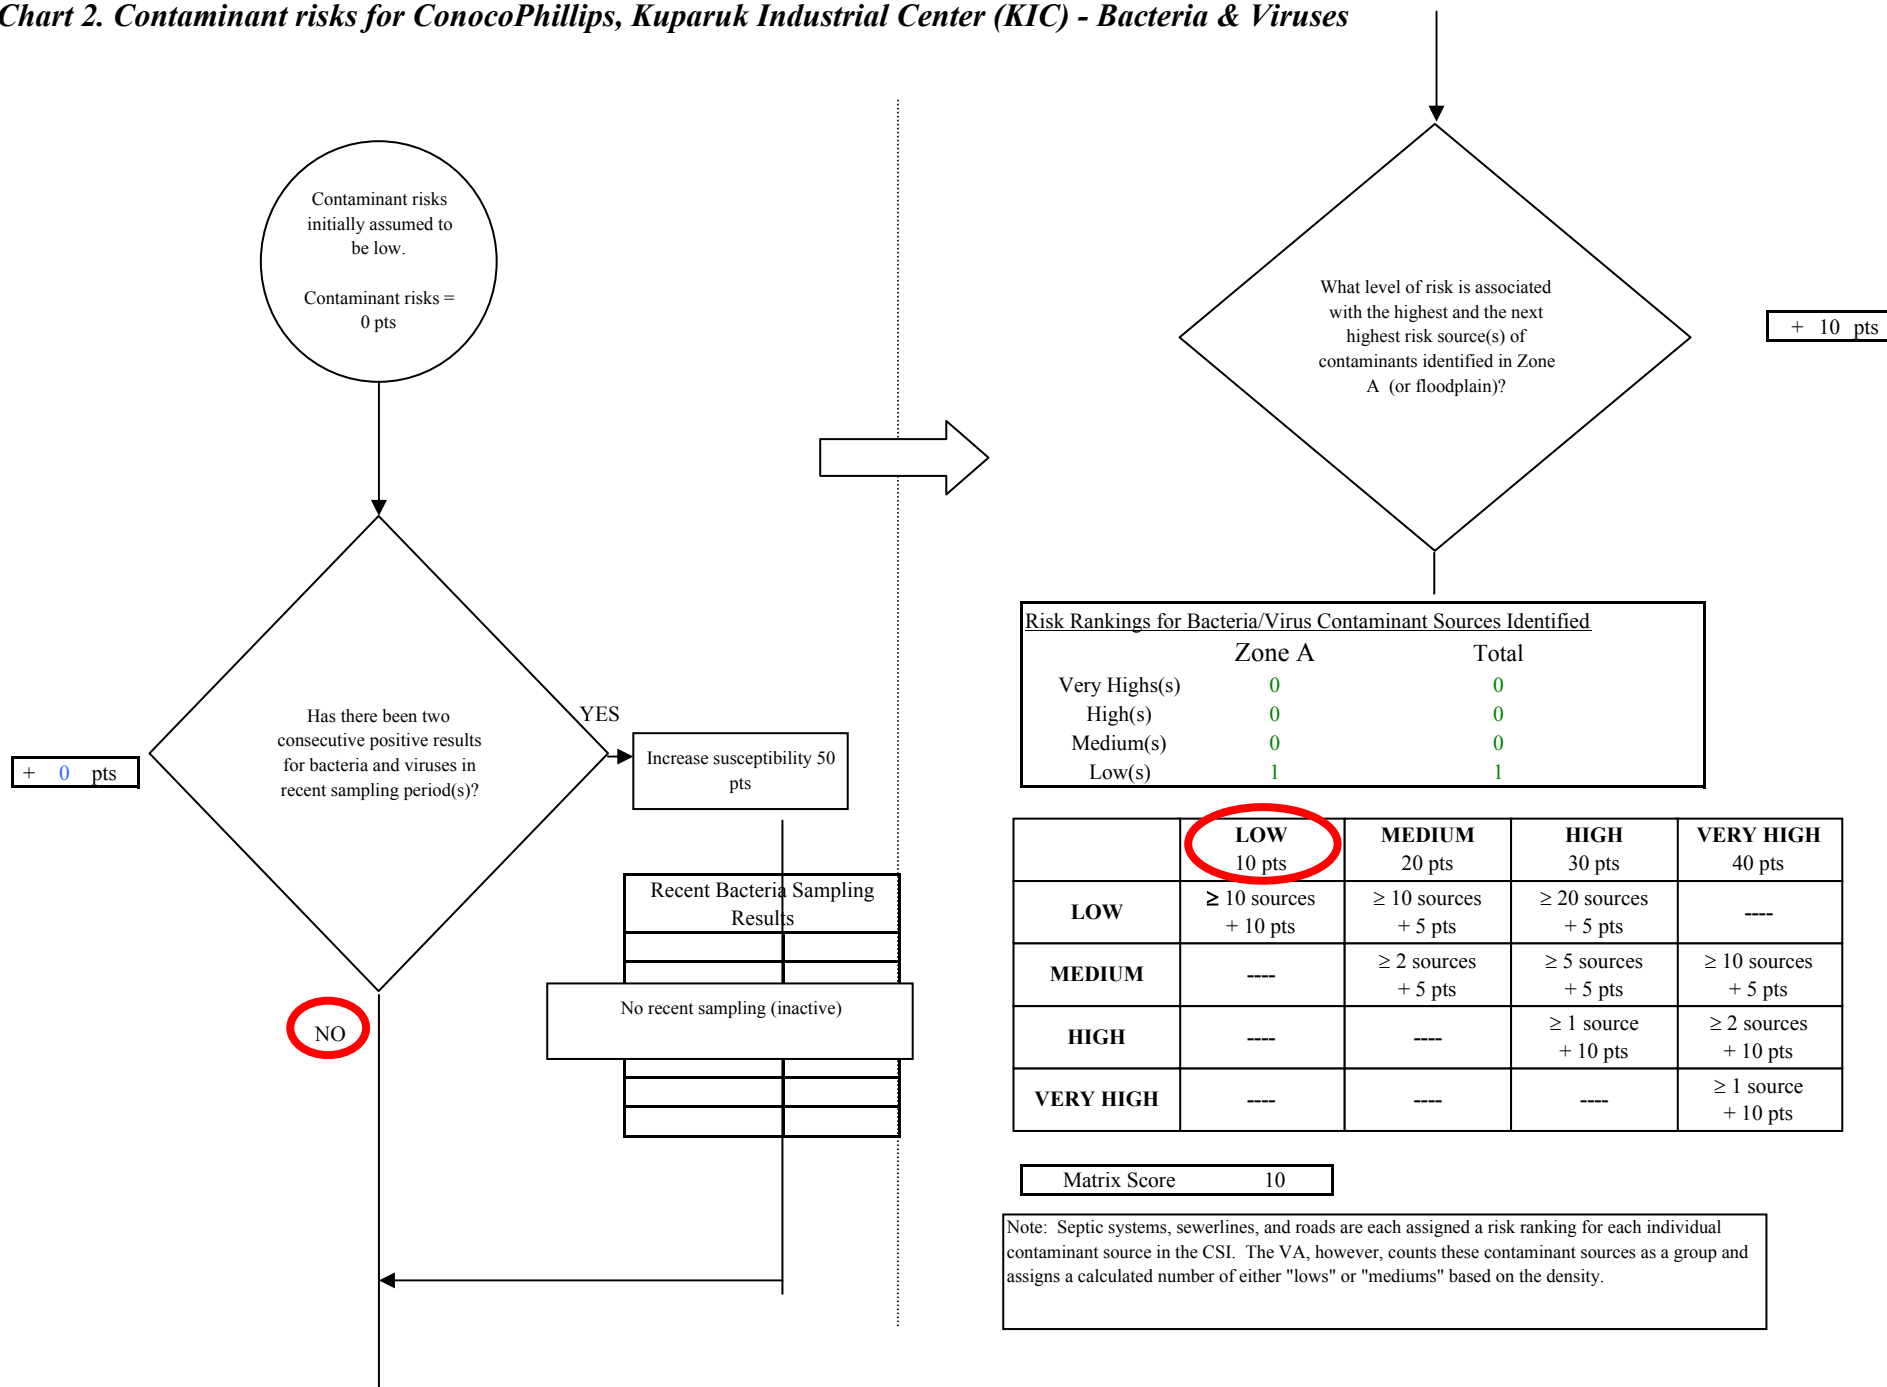 Chart 2. Contaminant risks for ConocoPhillips, Kuparuk Industrial Center (KIC) - Bacteria & Viruses
Contaminant risks
initially assumed to
be low.
Contaminant risks =
0 pts
Has there been two
consecutive positive results
for bacteria and viruses in
recent sampling period(s)?
+ 0 pts
YES
Increase susceptibility 50
pts
Recent Bacteria Sampling
Results
No recent sampling (inactive)
NO
What level of risk is associated
with the highest and the next
highest risk source(s) of
contaminants identified in Zone
A (or floodplain)?
+ 10 pts
Risk Rankings for Bacteria/Virus Contaminant Sources Identified
Zone A Total
Very Highs(s) 0 0
High(s) 0 0
Medium(s) 0 0
Low(s) 1 1
LOW MEDIUM HIGH VERY HIGH
10 pts 20 pts 30 pts 40 pts
LOW ≥ 10 sources ≥ 10 sources ≥ 20 sources ----
+ 10 pts + 5 pts + 5 pts
MEDIUM ---- ≥ 2 sources ≥ 5 sources ≥ 10 sources
+ 5 pts + 5 pts + 5 pts
HIGH ---- ---- ≥ 1 source ≥ 2 sources
+ 10 pts + 10 pts
VERY HIGH ---- ---- ---- ≥ 1 source
+ 10 pts
Matrix Score 10
Note: Septic systems, sewerlines, and roads are each assigned a risk ranking for each individual
contaminant source in the CSI. The VA, however, counts these contaminant sources as a group and
assigns a calculated number of either "lows" or "mediums" based on the density.